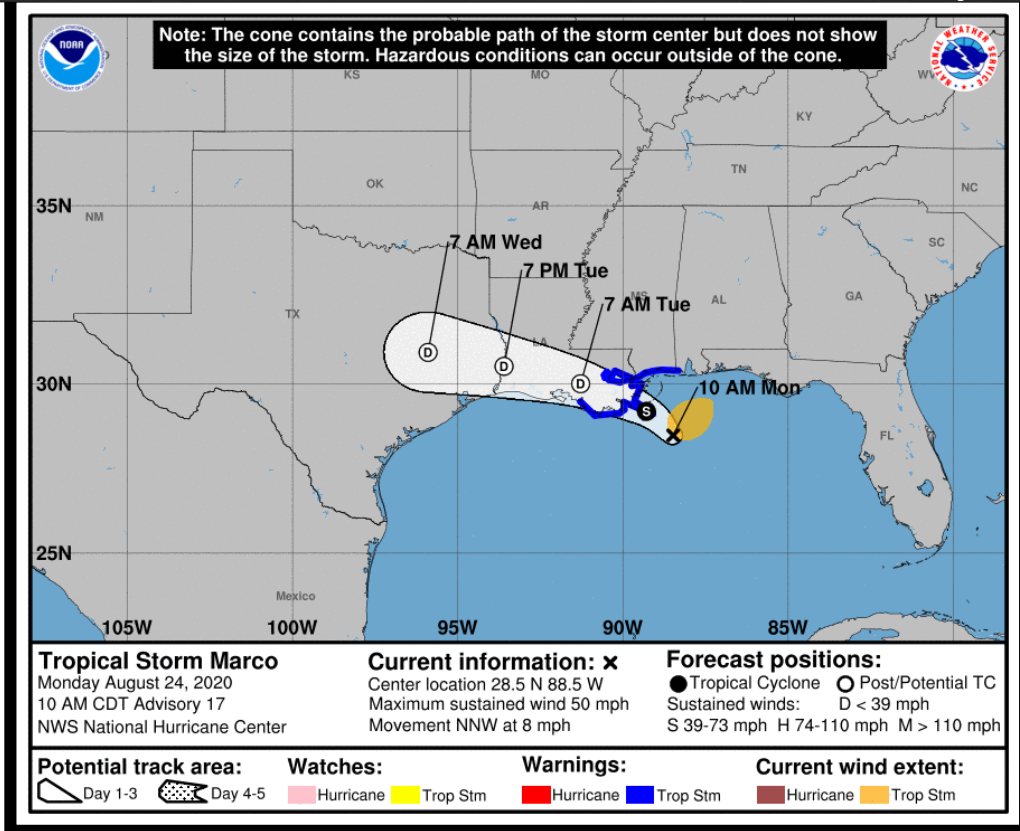 Note: The cone contains the probable path of the storm center but does not show
the size of the storm. Hazardous conditions can occur outside of the cone.
NOAA
NATIONAL WEATHER SERVICE
KS
MO
WV
KY
OK
TN
NC
35N
NM
AR
SC
7 AM Wed
7 PM Tue
MS
AL
GA
7 AM Tue
TX
LA
D
D
D
30N
10 AM Mon
S
FL
25N
Mexico
105W
100W
95W
90W
85W
Tropical Storm Marco
Monday August 24, 2020
10 AM CDT Advisory 17
NWS National Hurricane Center
Current information: ×
Center location 28.5 N 88.5 W
Maximum sustained wind 50 mph
Movement NNW at 8 mph
Forecast positions:
Tropical Cyclone Post/Potential TC
Sustained winds: D < 39 mph
S 39-73 mph H 74-110 mph M > 110 mph
Potential track area:
Day 1-3 Day 4-5
Watches:
Hurricane Trop Stm
Warnings:
Hurricane Trop Stm
Current wind extent:
Hurricane Trop Stm